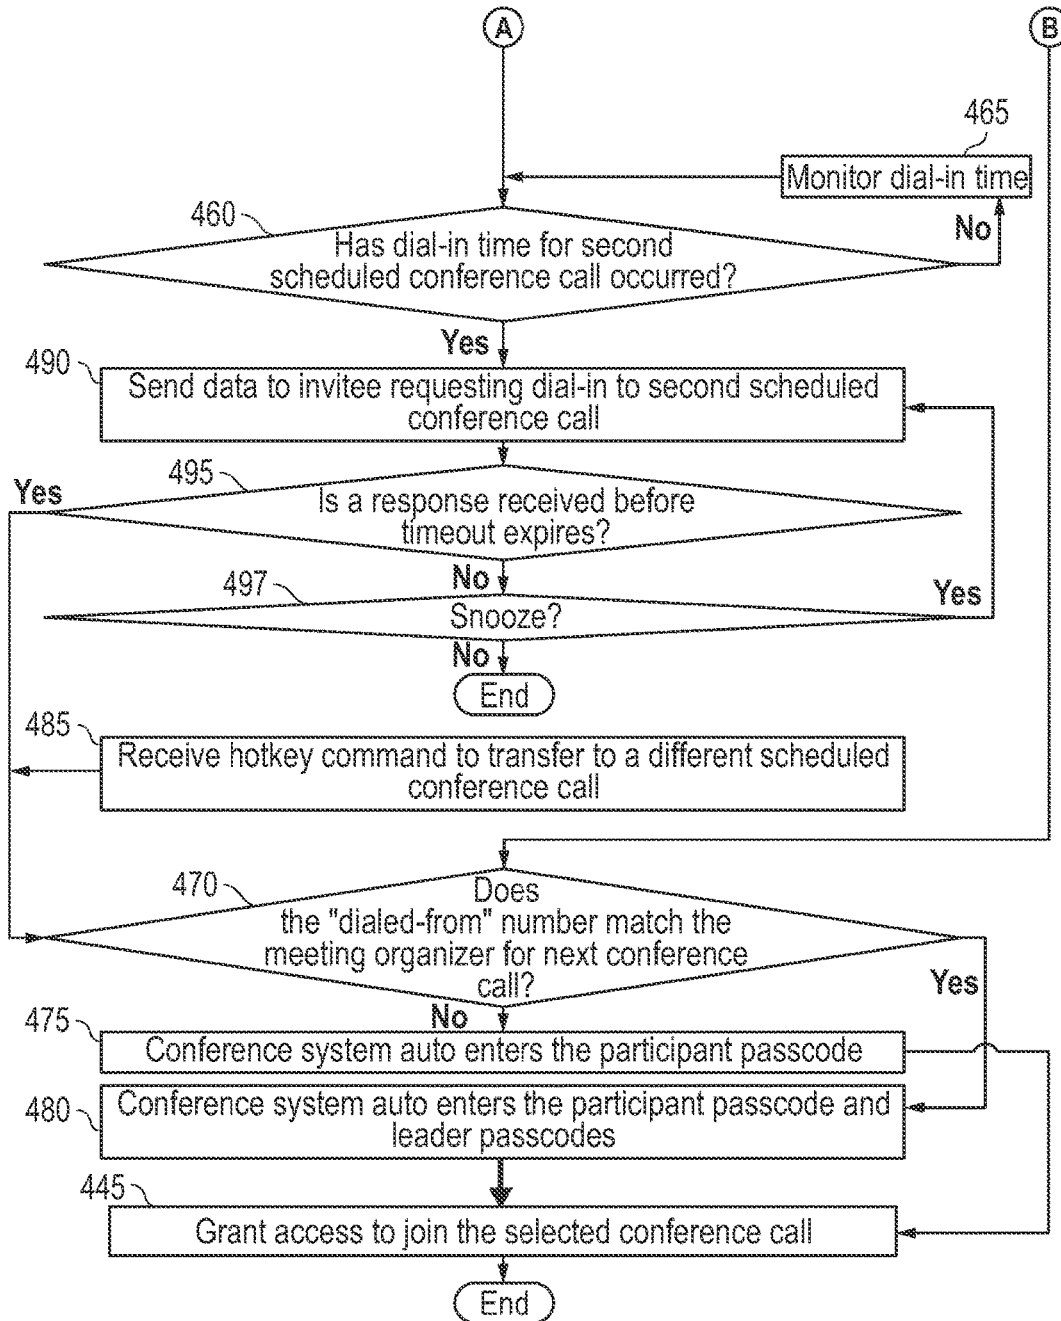 A
B
465
Monitor dial-in time
No
460
Has dial-in time for second
scheduled conference call occurred?
Yes
490
Send data to invitee requesting dial-in to second scheduled
conference call
Yes
495
Is a response received before
timeout expires?
No
497
Snooze?
Yes
No
End
485
Receive hotkey command to transfer to a different scheduled
conference call
470
Does
the "dialed-from" number match the
meeting organizer for next conference
call?
Yes
No
475
Conference system auto enters the participant passcode
480
Conference system auto enters the participant passcode and
leader passcodes
445
Grant access to join the selected conference call
End